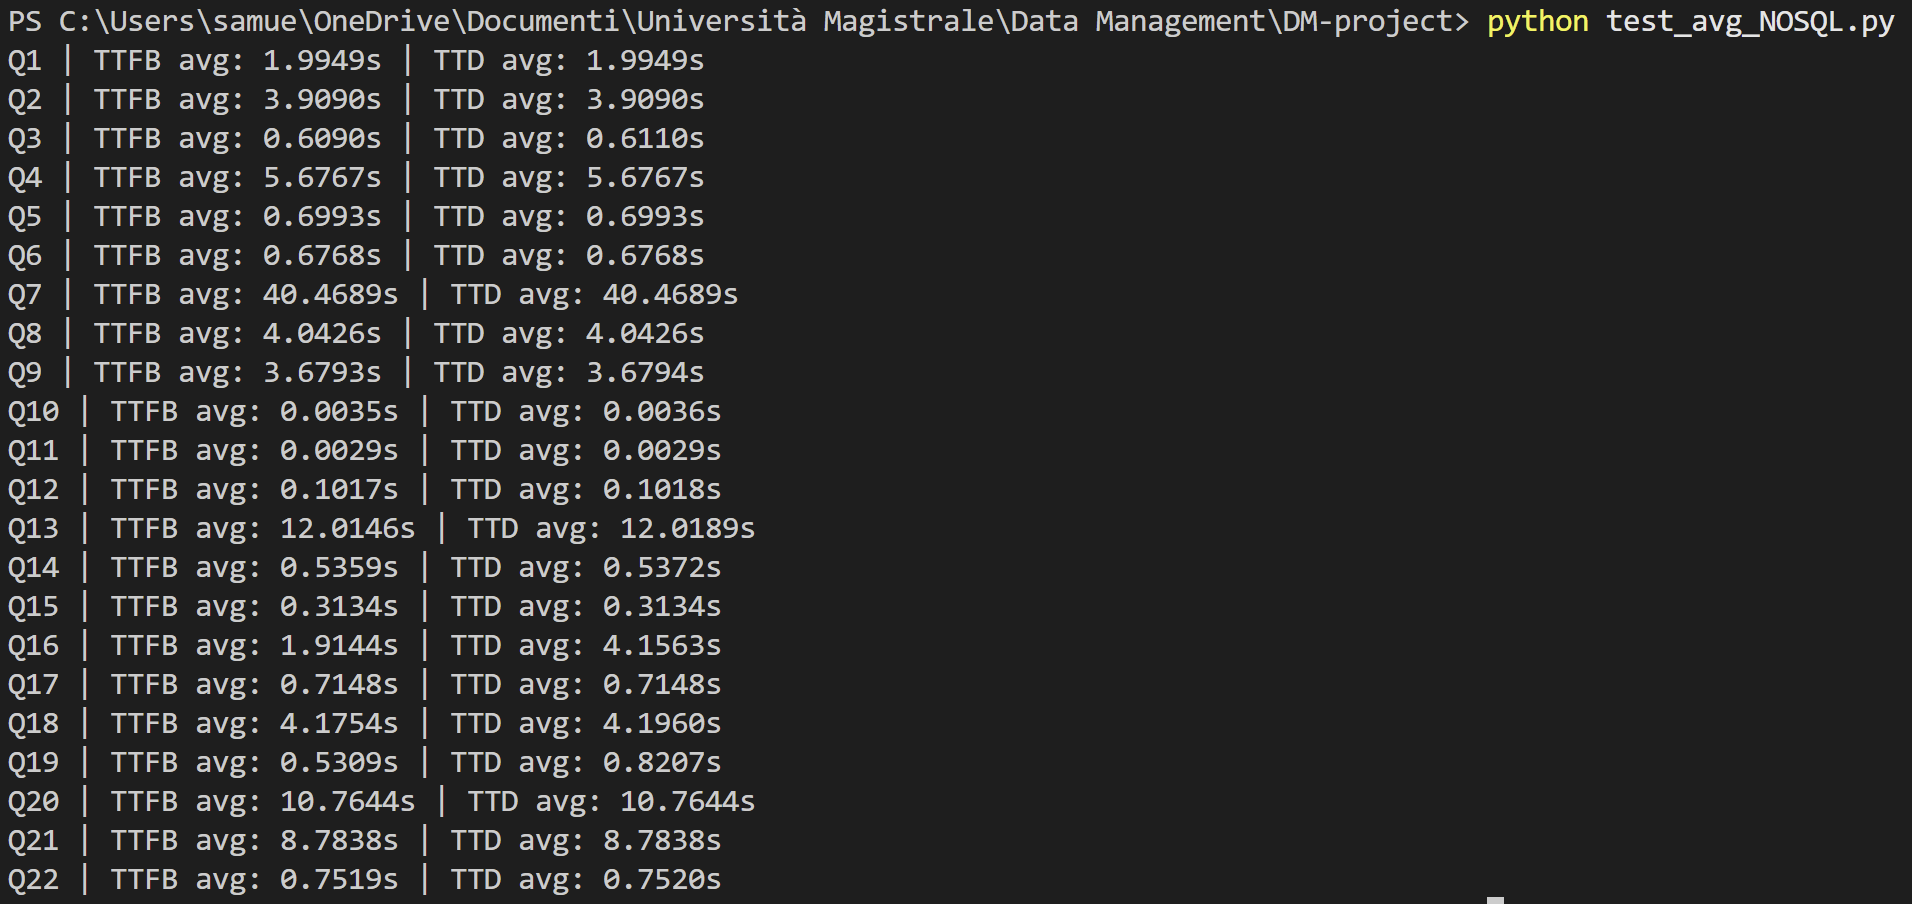 PS C:\Users\samue\OneDrive\Documenti\Università Magistrale\Data Management\DM-project> python test_avg_NOSQL.py
Q1 | TTFB avg: 1.9949s | TTD avg: 1.9949s
Q2 | TTFB avg: 3.9090s | TTD avg: 3.9090s
Q3 | TTFB avg: 0.6090s | TTD avg: 0.6110s
Q4 | TTFB avg: 5.6767s | TTD avg: 5.6767s
Q5 | TTFB avg: 0.6993s | TTD avg: 0.6993s
Q6 | TTFB avg: 0.6768s | TTD avg: 0.6768s
Q7 | TTFB avg: 40.4689s | TTD avg: 40.4689s
Q8 | TTFB avg: 4.0426s | TTD avg: 4.0426s
Q9 | TTFB avg: 3.6793s | TTD avg: 3.6794s
Q10 | TTFB avg: 0.0035s | TTD avg: 0.0036s
Q11 | TTFB avg: 0.0029s | TTD avg: 0.0029s
Q12 | TTFB avg: 0.1017s | TTD avg: 0.1018s
Q13 | TTFB avg: 12.0146s | TTD avg: 12.0189s
Q14 | TTFB avg: 0.5359s | TTD avg: 0.5372s
Q15 | TTFB avg: 0.3134s | TTD avg: 0.3134s
Q16 | TTFB avg: 1.9144s | TTD avg: 4.1563s
Q17 | TTFB avg: 0.7148s | TTD avg: 0.7148s
Q18 | TTFB avg: 4.1754s | TTD avg: 4.1960s
Q19 | TTFB avg: 0.5309s | TTD avg: 0.8207s
Q20 | TTFB avg: 10.7644s | TTD avg: 10.7644s
Q21 | TTFB avg: 8.7838s | TTD avg: 8.7838s
Q22 | TTFB avg: 0.7519s | TTD avg: 0.7520s